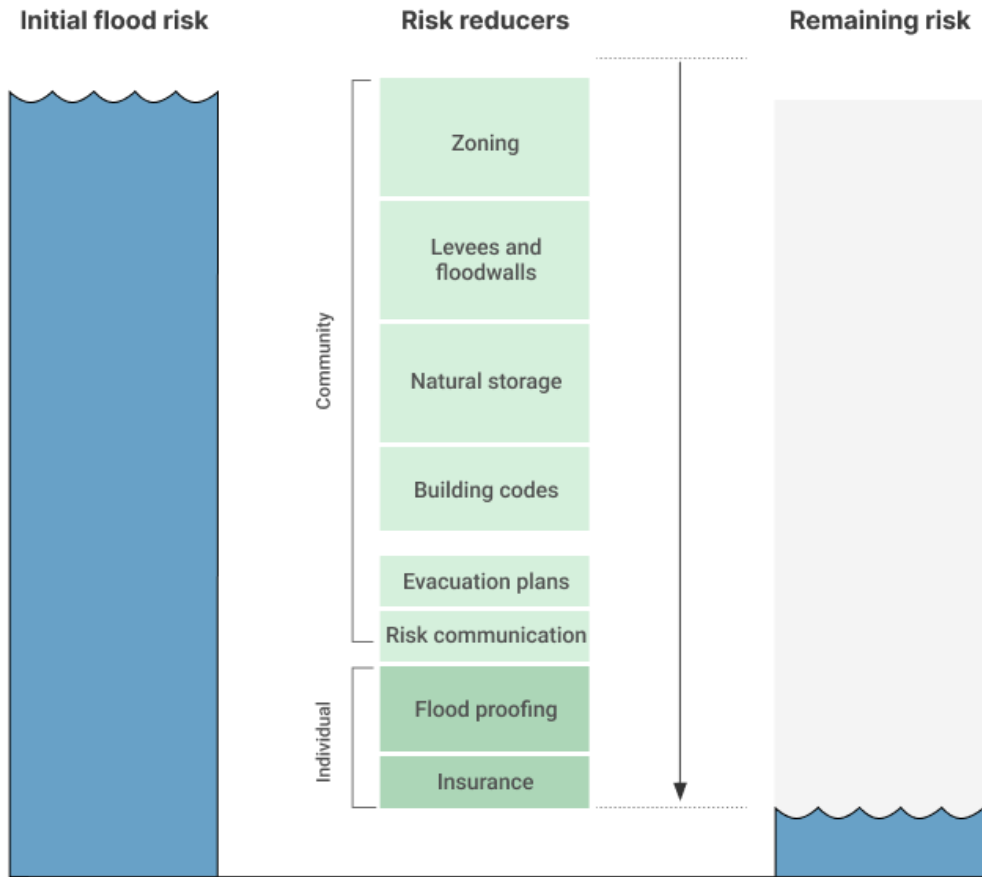 Initial flood risk
Risk reducers
Remaining risk
Community
Zoning
Levees and
floodwalls
Natural storage
Building codes
Evacuation plans
Risk communication
Individual
Flood proofing
Insurance